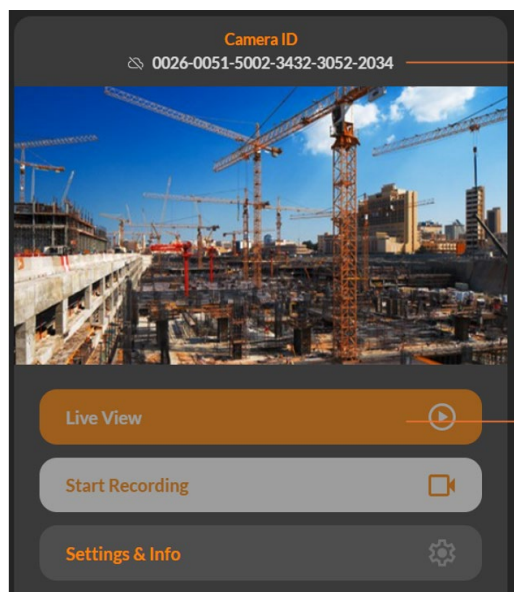 Camera ID
0026-0051-5002-3432-3052-2034
Live View
Start Recording
Settings & Info